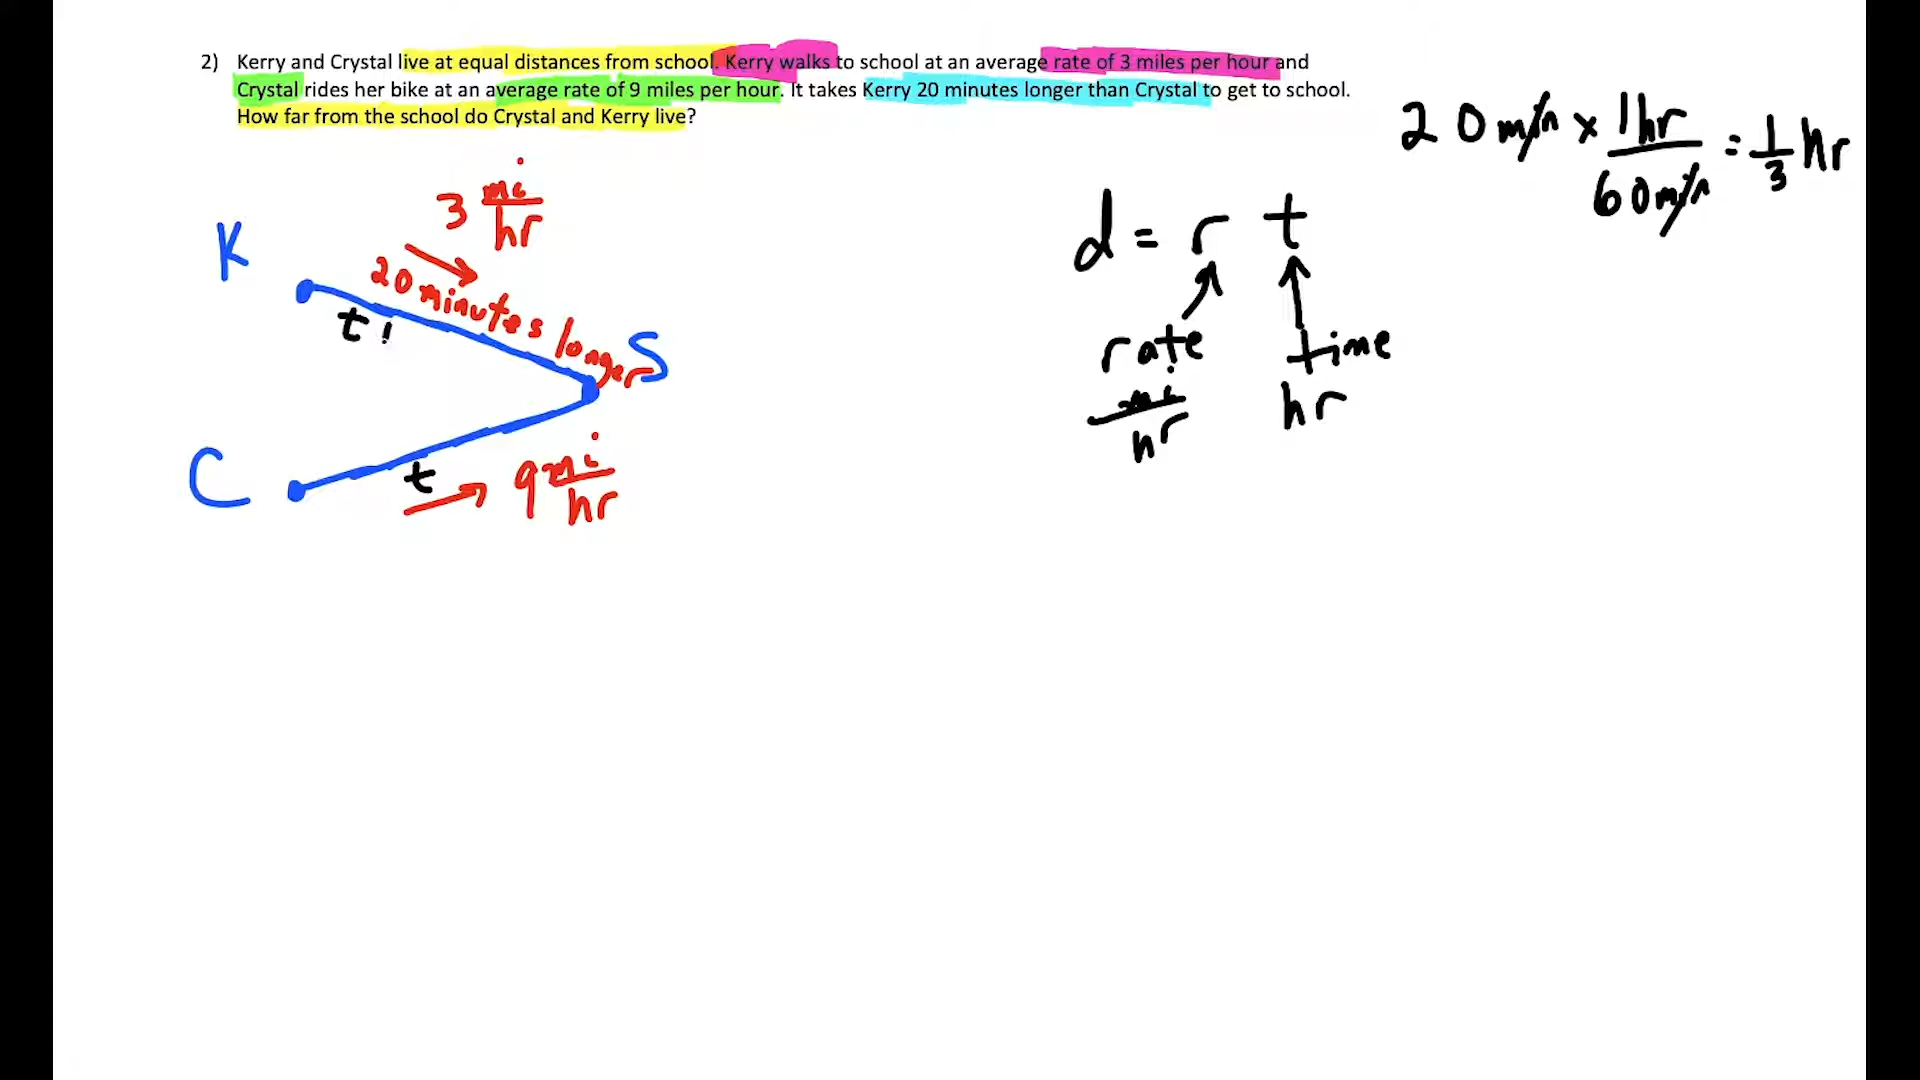 2) Kerry and Crystal live at equal distances from school. Kerry walks to school at an average rate of 3 miles per hour and
Crystal rides her bike at an average rate of 9 miles per hour. It takes Kerry 20 minutes longer than Crystal to get to school.
How far from the school do Crystal and Kerry live?
20 min x 1hr/60min = 1/3 hr
3 mi/hr
K
20 minutes longer
t
S
C
t
9 mi/hr
d = r t
rate time
mi/hr hr